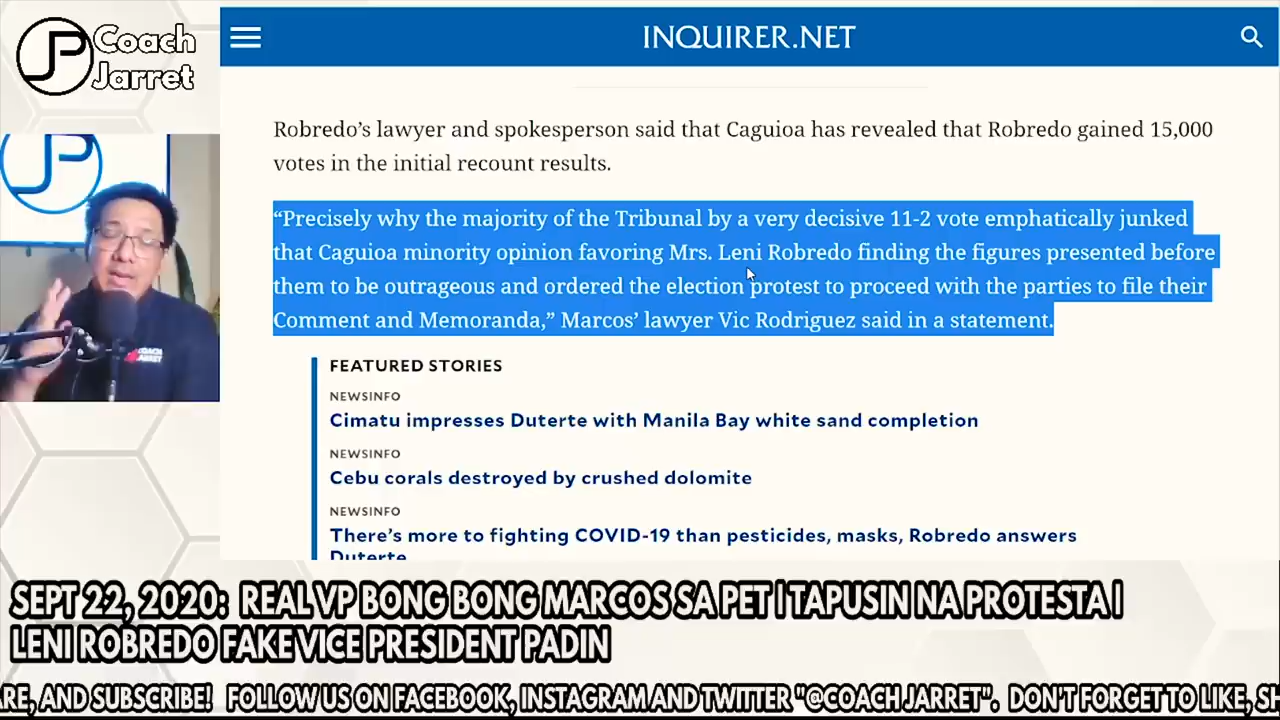 Coach
Jarret
INQUIRER.NET
Robredo’s lawyer and spokesperson said that Caguioa has revealed that Robredo gained 15,000
votes in the initial recount results.
“Precisely why the majority of the Tribunal by a very decisive 11-2 vote emphatically junked
that Caguioa minority opinion favoring Mrs. Leni Robredo finding the figures presented before
them to be outrageous and ordered the election protest to proceed with the parties to file their
Comment and Memoranda,” Marcos’ lawyer Vic Rodriguez said in a statement.
FEATURED STORIES
NEWSINFO
Cimatu impresses Duterte with Manila Bay white sand completion
NEWSINFO
Cebu corals destroyed by crushed dolomite
NEWSINFO
There’s more to fighting COVID-19 than pesticides, masks, Robredo answers
Duterte
COACH
JARRET
SEPT 22, 2020: REAL VP BONG BONG MARCOS SA PET | TAPUSIN NA PROTESTA |
LENI ROBREDO FAKE VICE PRESIDENT PADIN
ARE, AND SUBSCRIBE! FOLLOW US ON FACEBOOK, INSTAGRAM AND TWITTER "@COACH JARRET". DON'T FORGET TO LIKE, SH